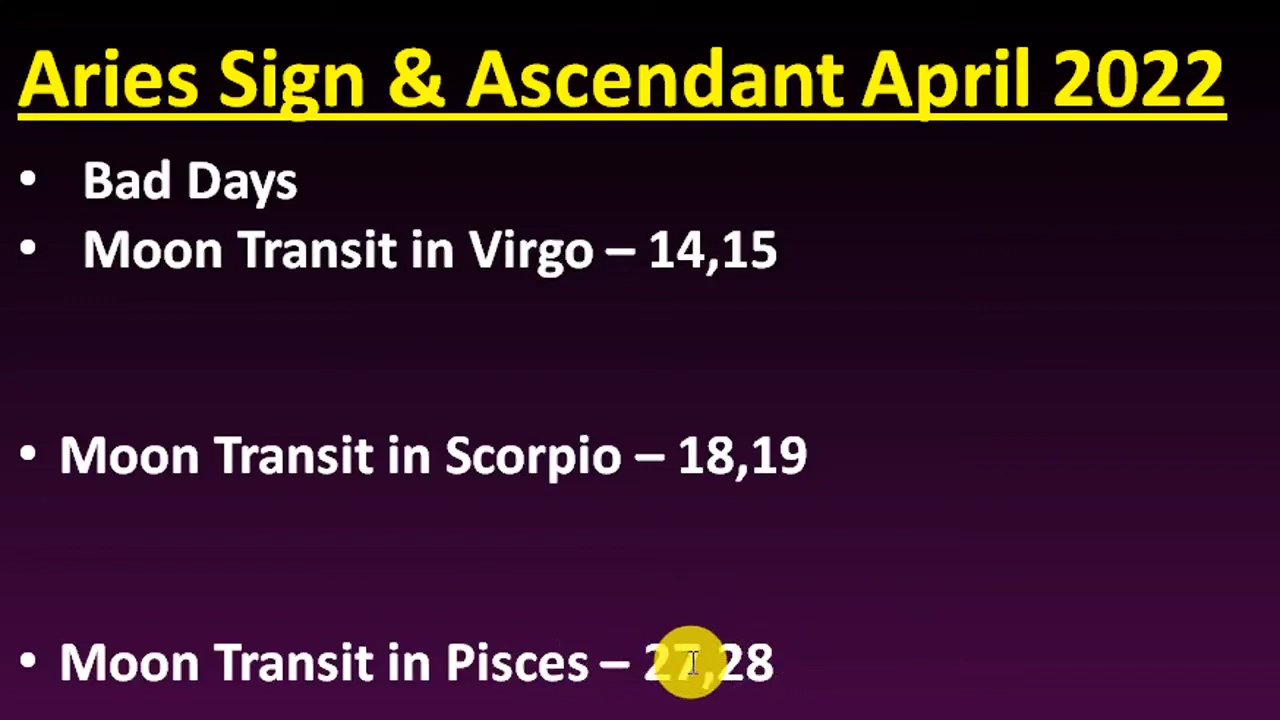 Aries Sign & Ascendant April 2022
• Bad Days
• Moon Transit in Virgo – 14,15
• Moon Transit in Scorpio – 18,19
• Moon Transit in Pisces – 27,28